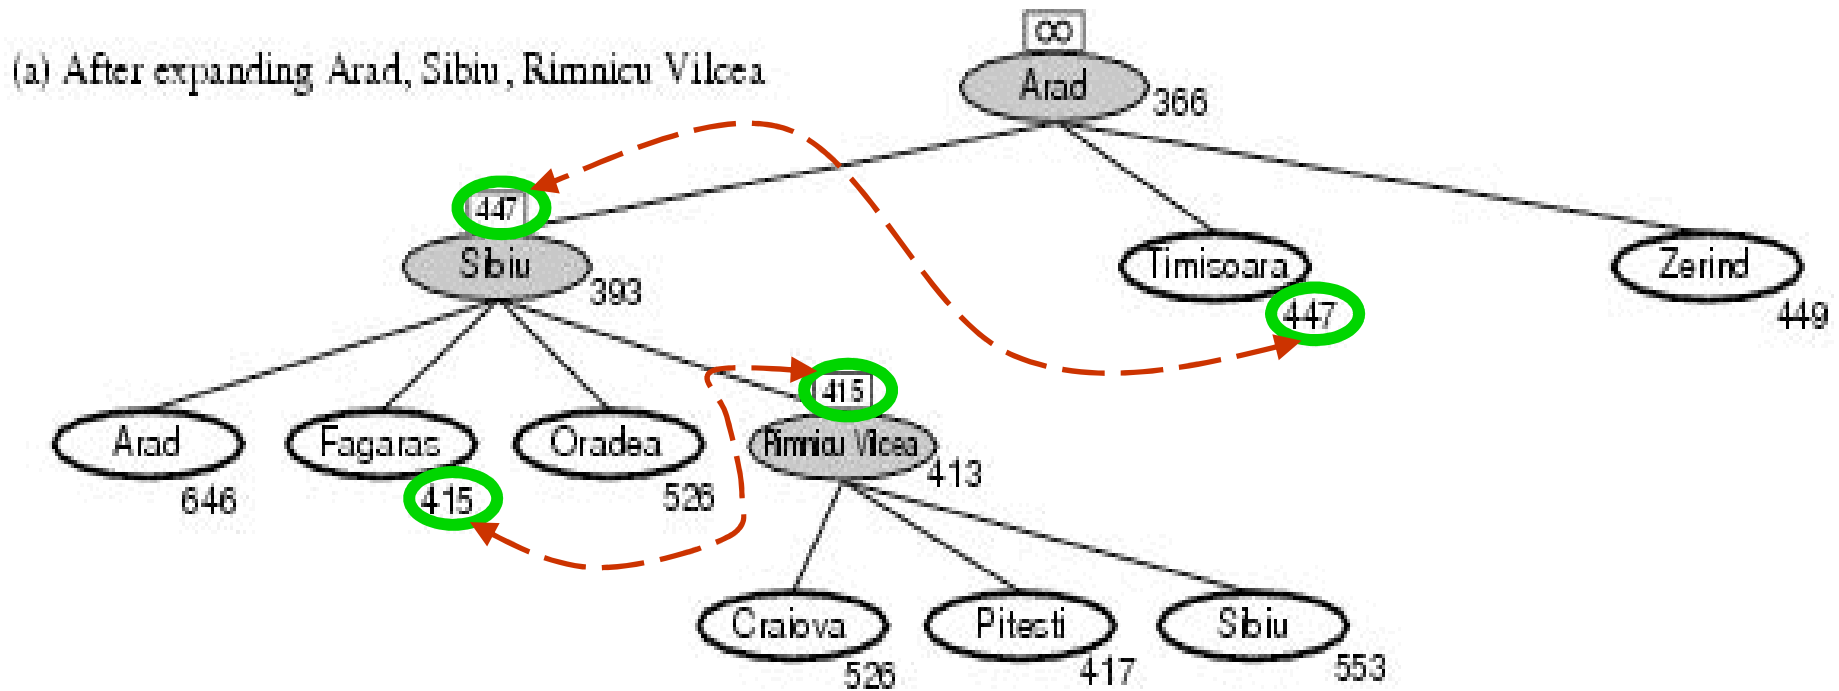 ∞
(a) After expanding Arad, Sibiu, Rimnicu Vilcea
Arad
366
447
Sibiu
393
Timisoara
447
Zerind
449
Arad
646
Fagaras
415
Oradea
526
415
Rimnicu Vilcea
413
Craiova
526
Pitesti
417
Sibiu
553